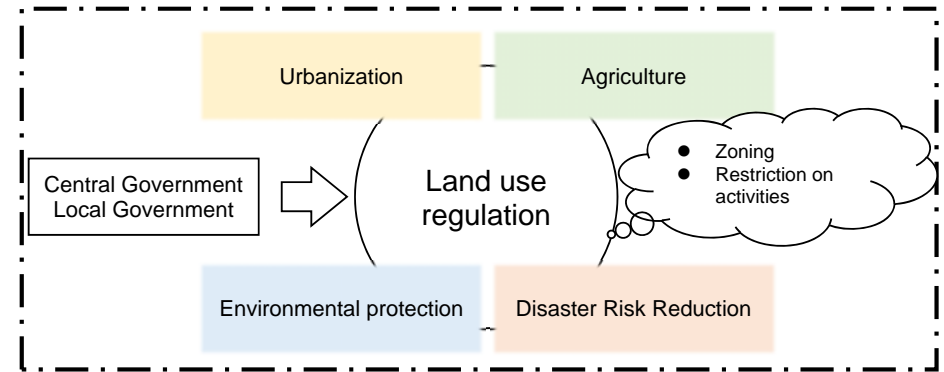 Urbanization
Agriculture
Central Government
Local Government
Land use
regulation
● Zoning
● Restriction on
activities
Environmental protection
Disaster Risk Reduction